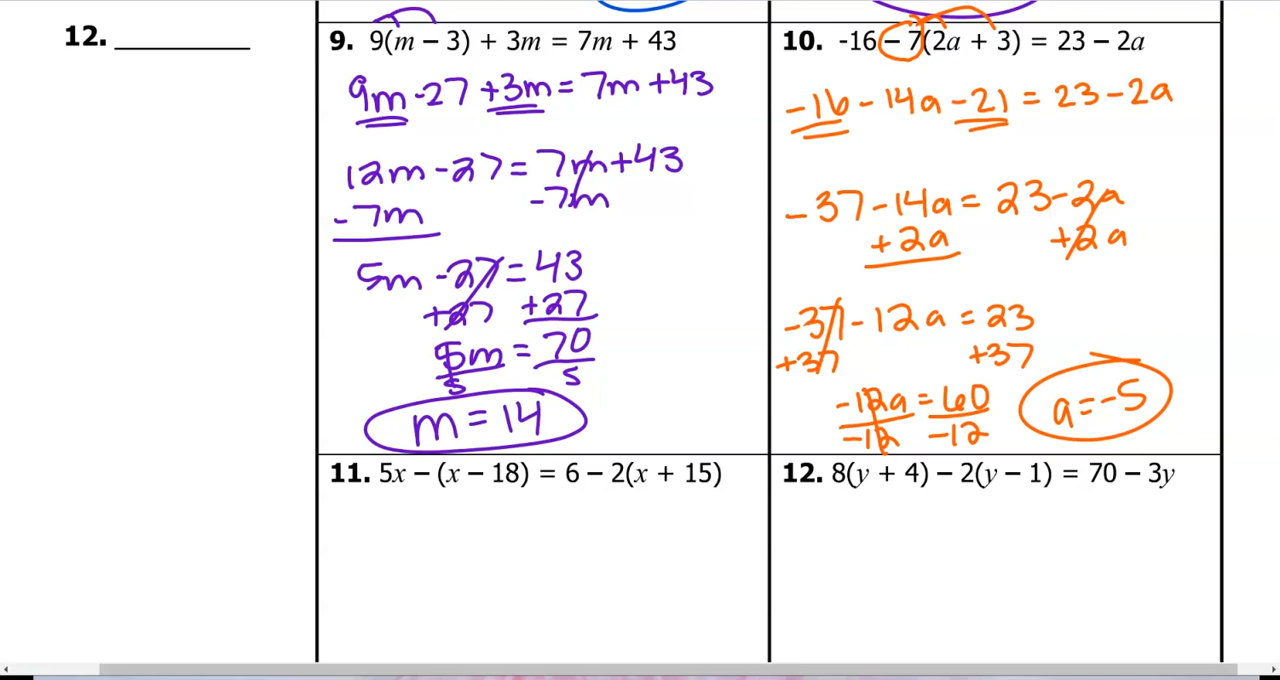 12. __________
9. 9(m − 3) + 3m = 7m + 43
9m -27 +3m = 7m +43
12m -27 = 7m +43
-7m -7m
5m -27 = 43
+27 +27
5m = 70
5 5
m = 14
10. -16 − 7(2a + 3) = 23 − 2a
-16 - 14a -21 = 23 -2a
-37 -14a = 23 -2a
+2a +2a
-37 -12a = 23
+37 +37
-12a = 60
-12 -12
a = -5
11. 5x − (x − 18) = 6 − 2(x + 15)
12. 8(y + 4) − 2(y − 1) = 70 − 3y